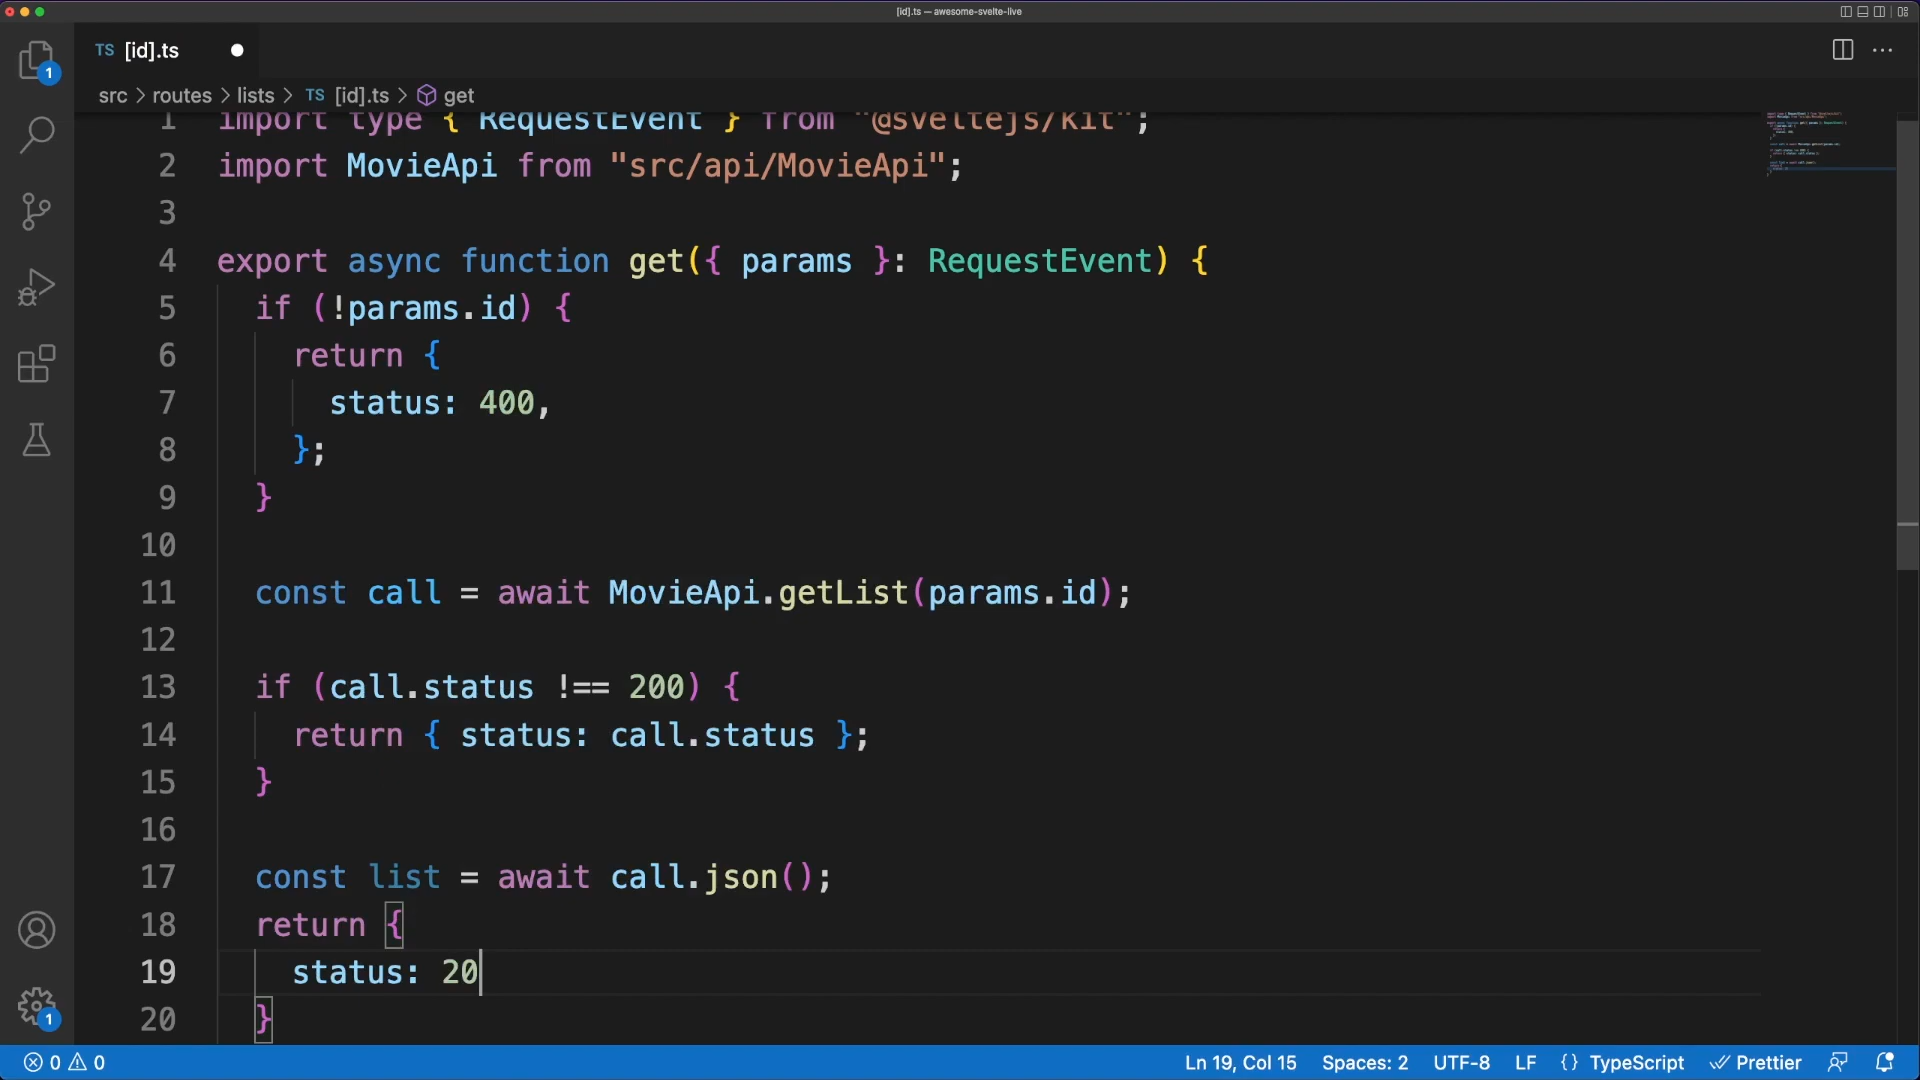 [id].ts — awesome-svelte-live
TS [id].ts
1
src > routes > lists > TS [id].ts > get
1 import type { RequestEvent } from "@sveltejs/kit";
2 import MovieApi from "src/api/MovieApi";
3
4 export async function get({ params }: RequestEvent) {
5 if (!params.id) {
6 return {
7 status: 400,
8 };
9 }
10
11 const call = await MovieApi.getList(params.id);
12
13 if (call.status !== 200) {
14 return { status: call.status };
15 }
16
17 const list = await call.json();
18 return {
19 status: 20
20 }
1
0 0 Ln 19, Col 15 Spaces: 2 UTF-8 LF {} TypeScript Prettier